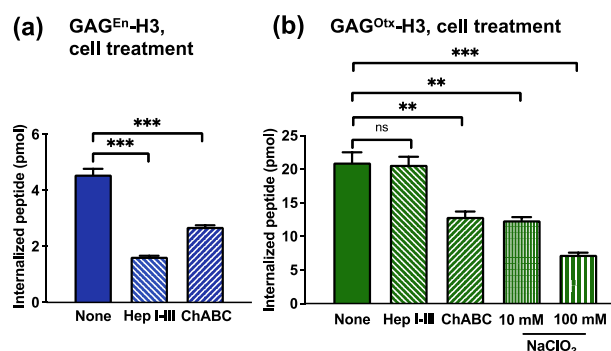 (a)
GAG^En-H3,
cell treatment
Internalized peptide (pmol)
6
4
2
0
***
***
None Hep I-III ChABC
(b)
GAG^Otx-H3, cell treatment
Internalized peptide (pmol)
25
20
15
10
5
0
***
**
**
ns
None Hep I-III ChABC 10 mM 100 mM
NaClO₃